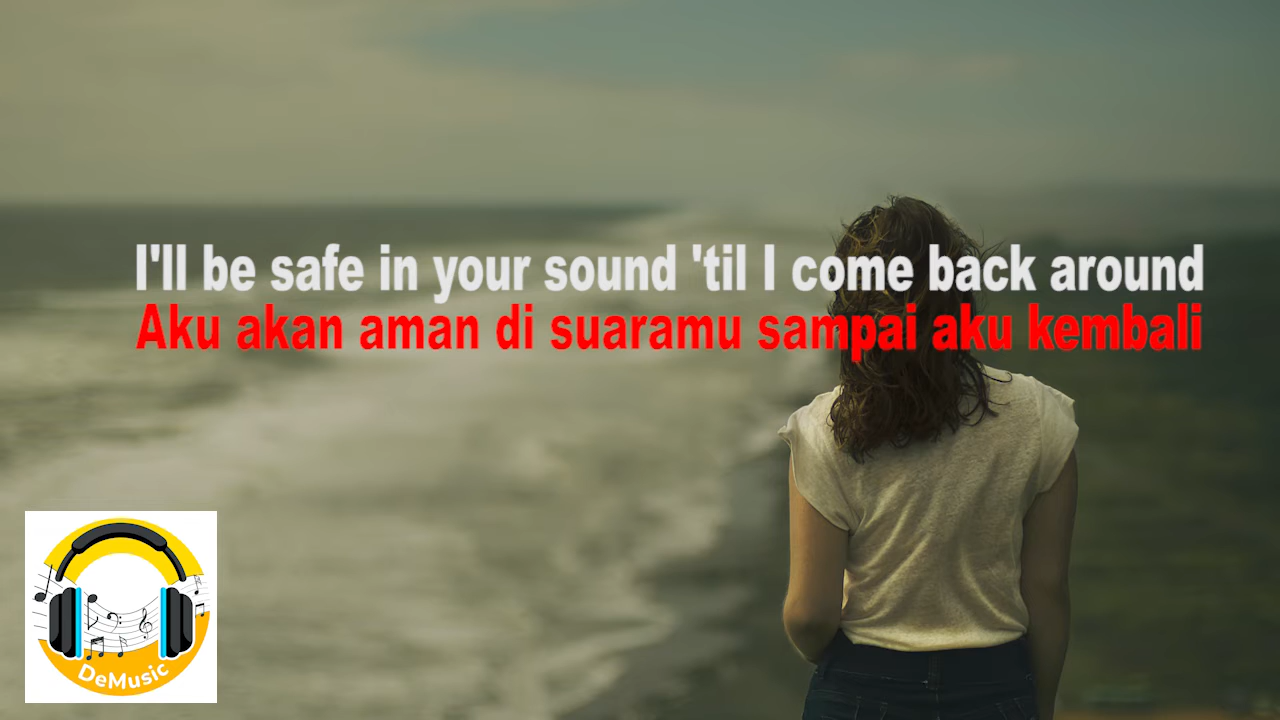 I'll be safe in your sound 'til I come back around
Aku akan aman di suaramu sampai aku kembali
DeMusic